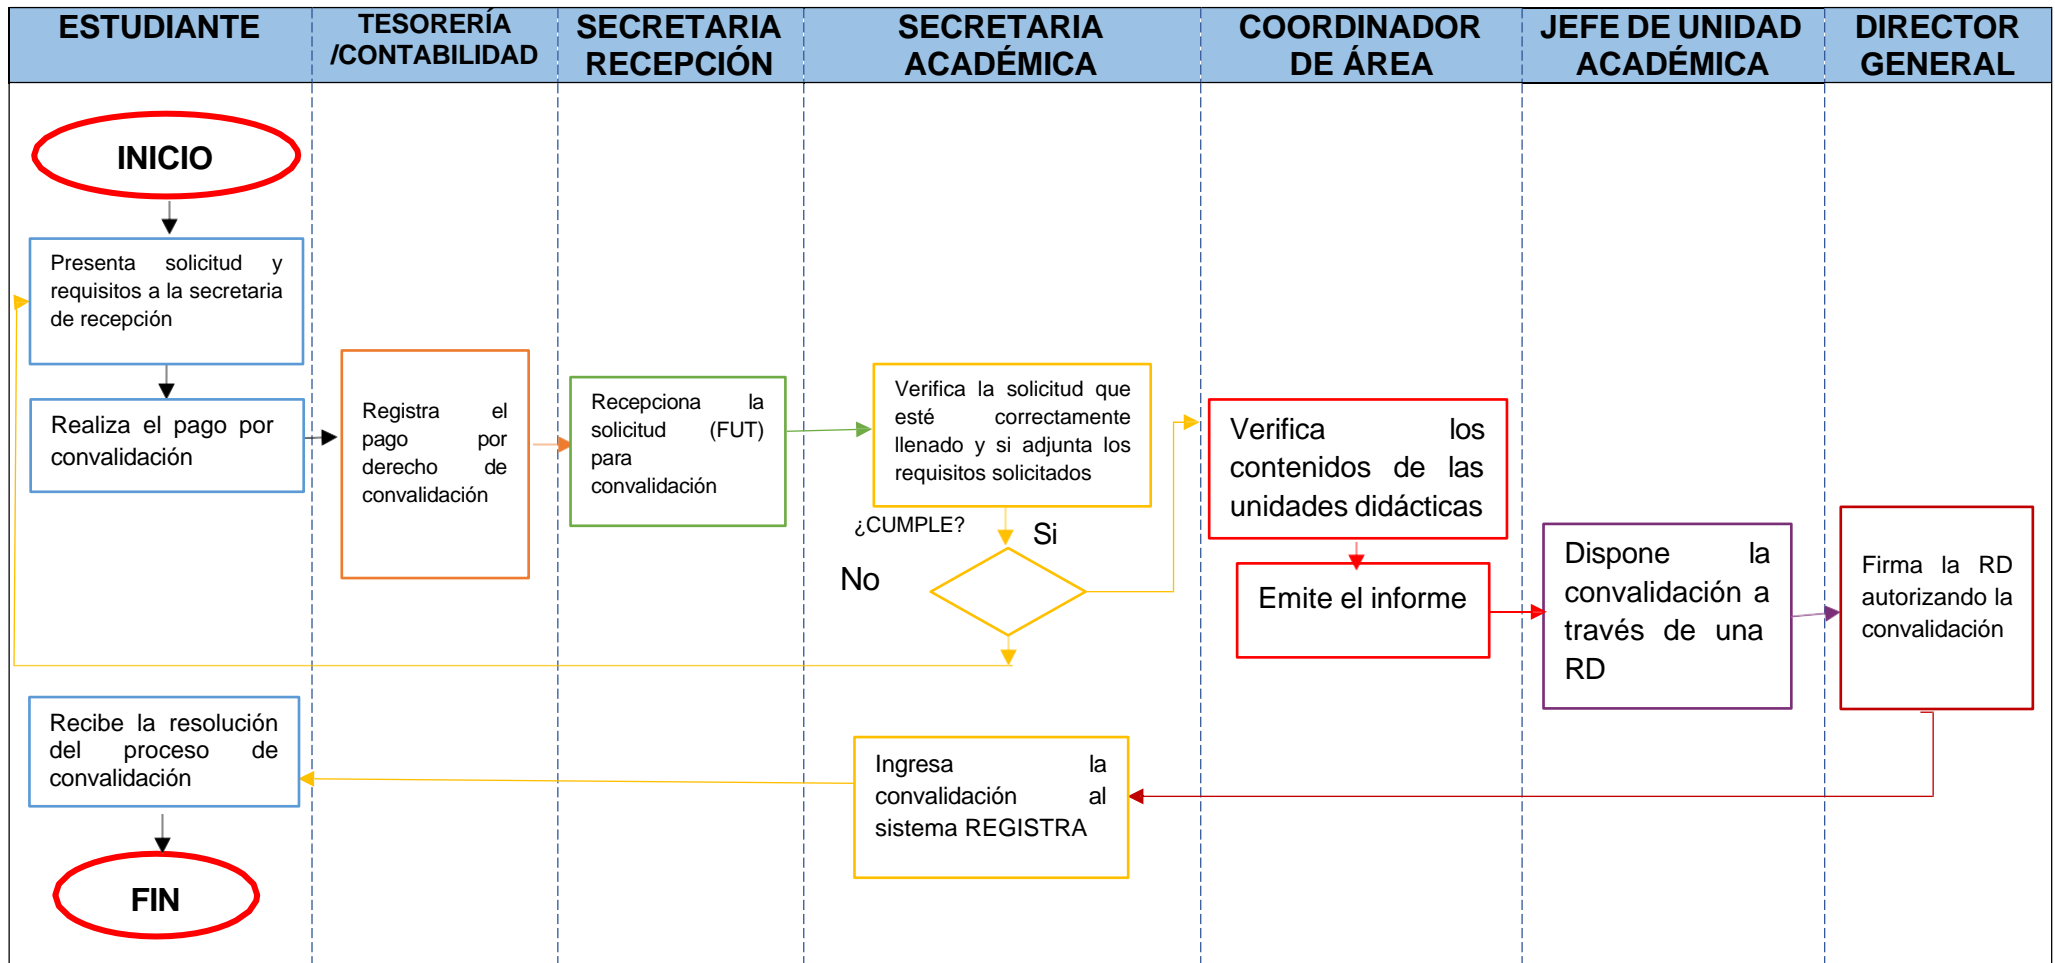 ESTUDIANTE
TESORERÍA
/CONTABILIDAD
SECRETARIA
RECEPCIÓN
SECRETARIA
ACADÉMICA
COORDINADOR
DE ÁREA
JEFE DE UNIDAD
ACADÉMICA
DIRECTOR
GENERAL
INICIO
Presenta solicitud y
requisitos a la secretaria
de recepción
Realiza el pago por
convalidación
Registra el
pago por
derecho de
convalidación
Recepciona la
solicitud (FUT)
para
convalidación
Verifica la solicitud que
esté correctamente
llenado y si adjunta los
requisitos solicitados
¿CUMPLE?
Si
No
Verifica los
contenidos de las
unidades didácticas
Emite el informe
Dispone la
convalidación a
través de una
RD
Firma la RD
autorizando la
convalidación
Ingresa la
convalidación al
sistema REGISTRA
Recibe la resolución
del proceso de
convalidación
FIN